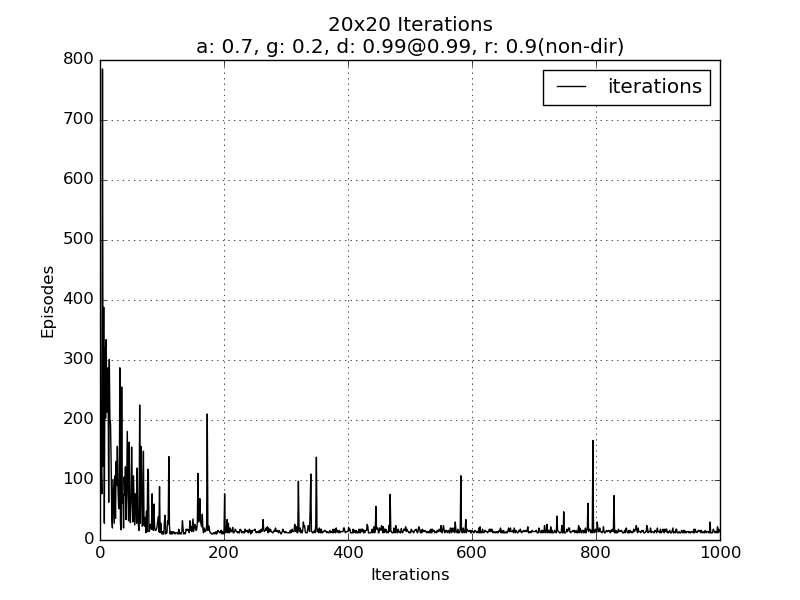 20x20 Iterations
a: 0.7, g: 0.2, d: 0.99@0.99, r: 0.9(non-dir)
800
700
600
500
400
300
200
100
0
Episodes
iterations
0 200 400 600 800 1000
Iterations